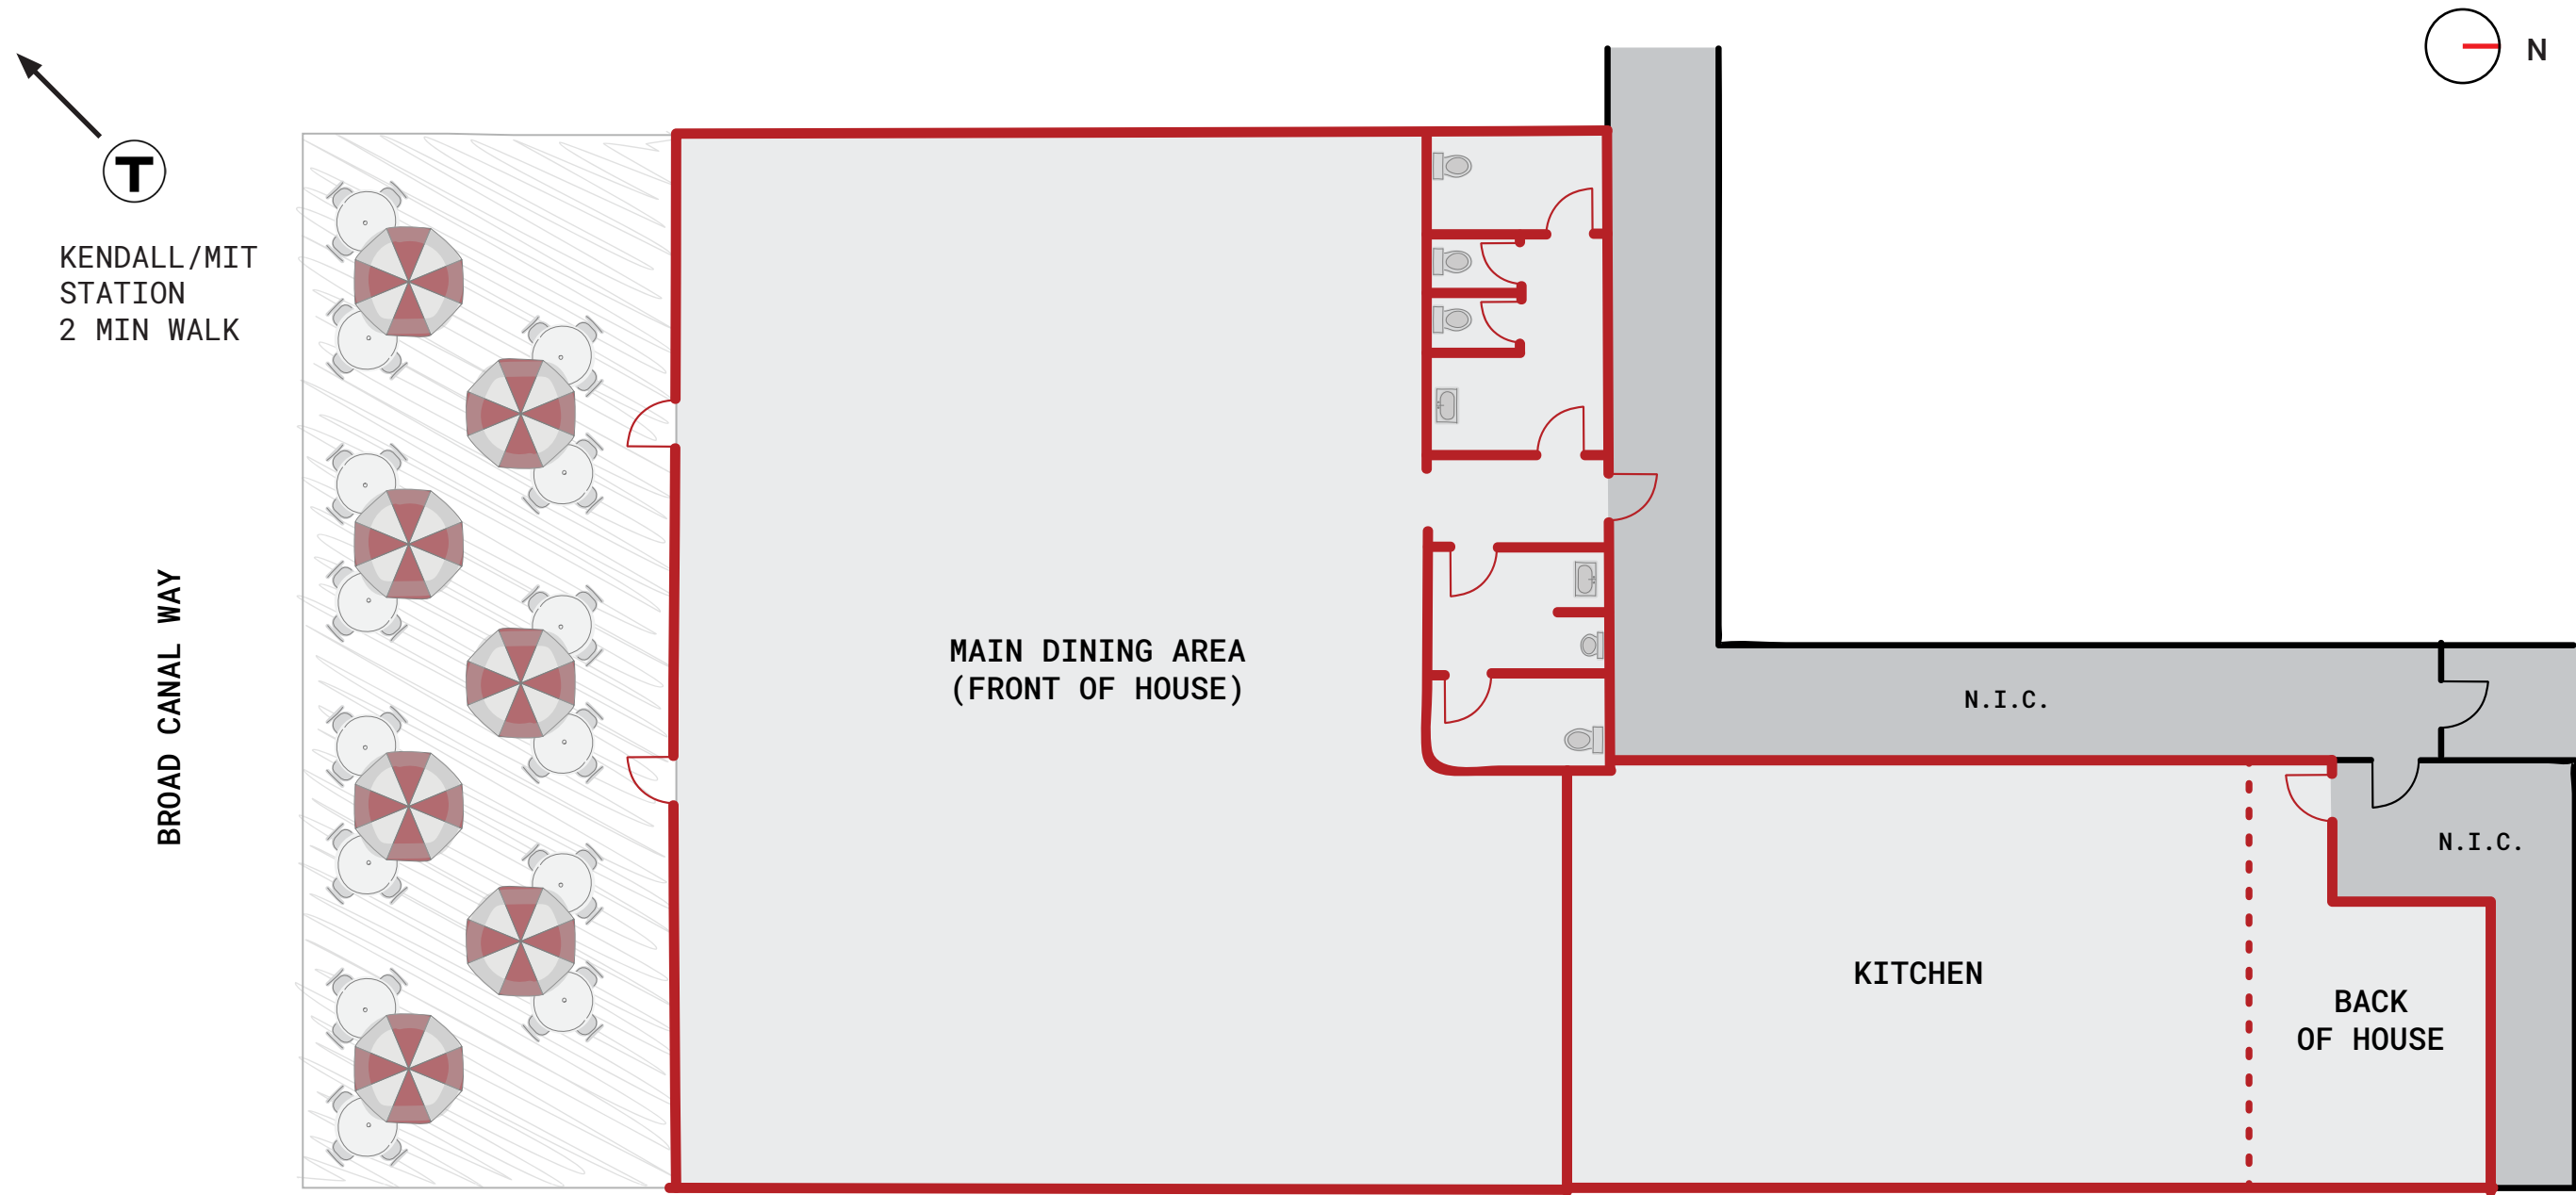 N
T
KENDALL/MIT
STATION
2 MIN WALK
BROAD CANAL WAY
MAIN DINING AREA
(FRONT OF HOUSE)
N.I.C.
N.I.C.
KITCHEN
BACK
OF HOUSE